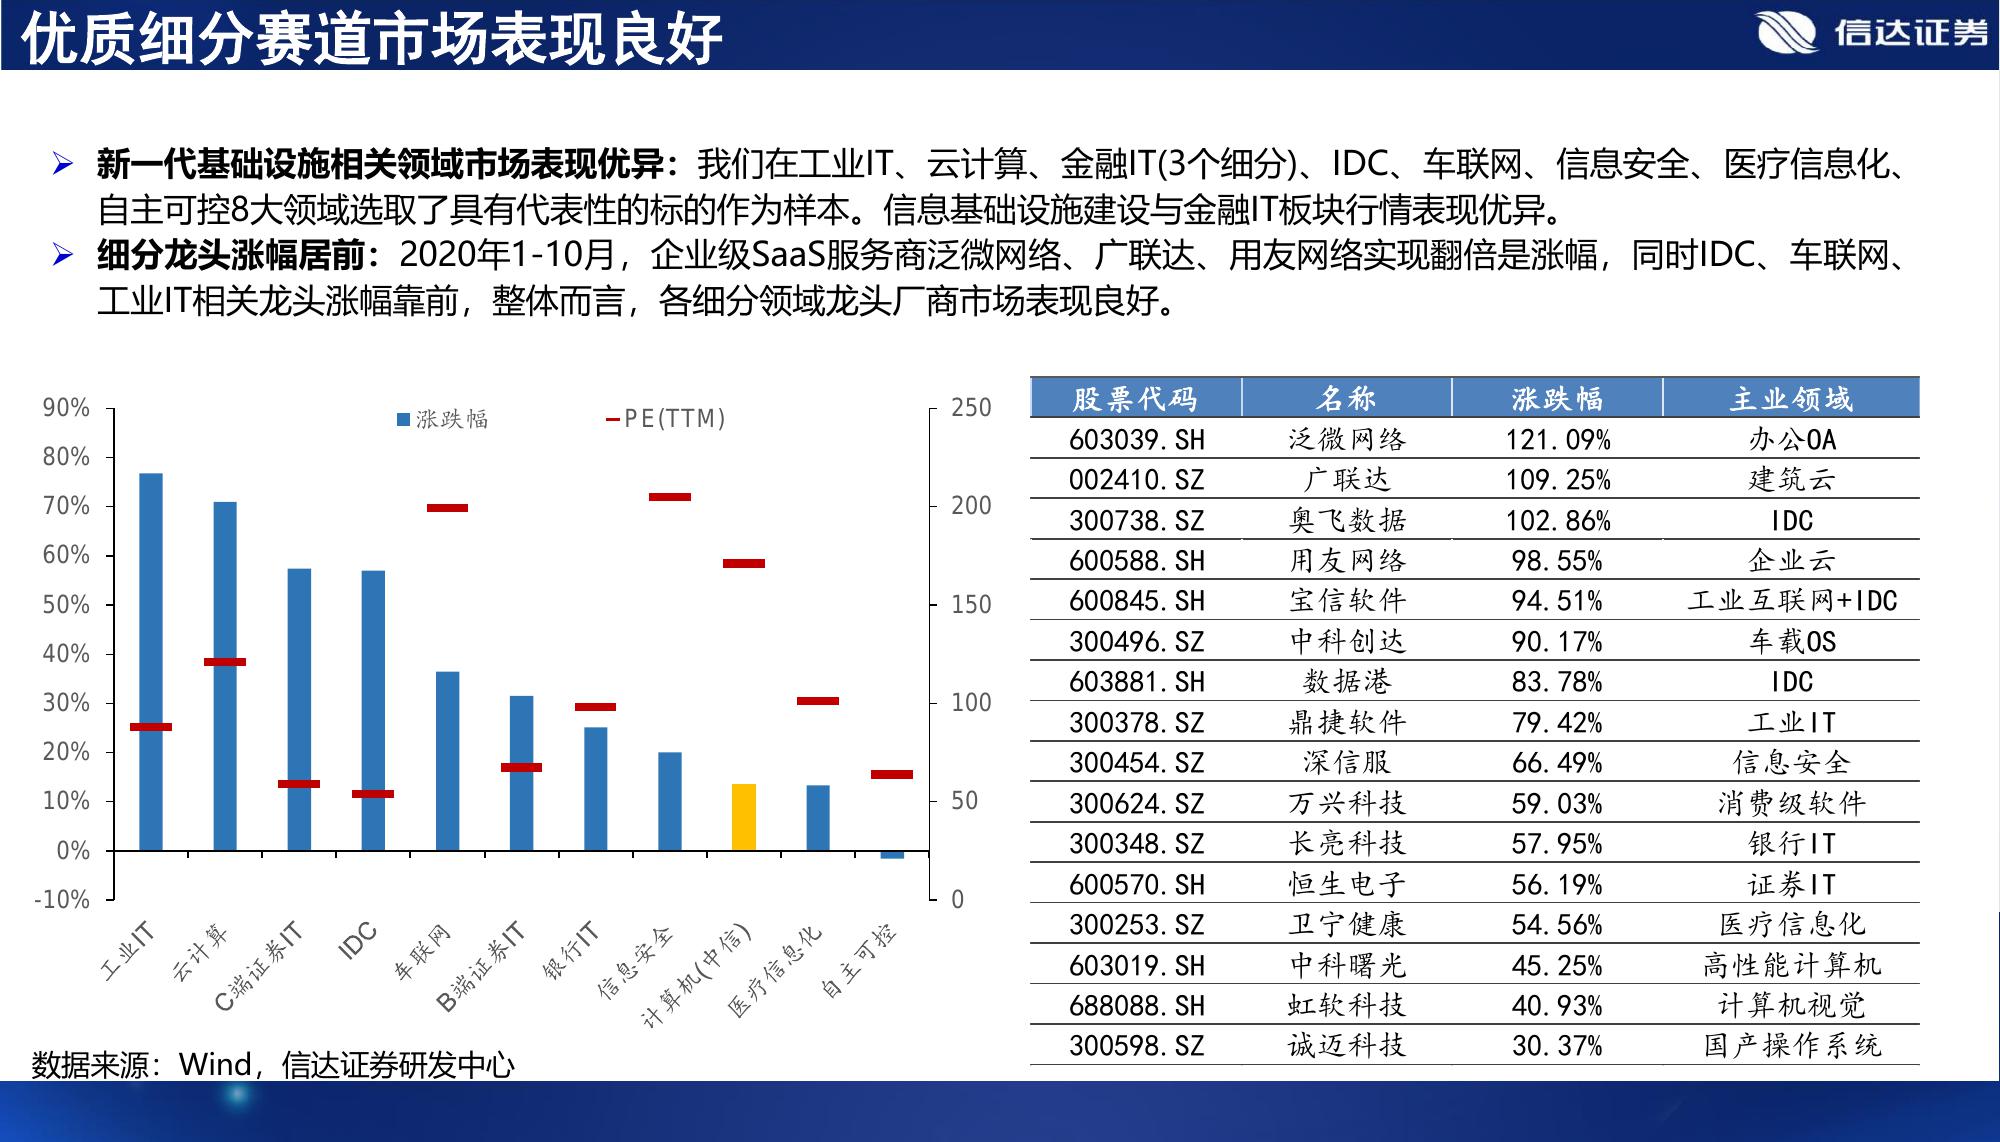 优质细分赛道市场表现良好
信达证券
新一代基础设施相关领域市场表现优异：我们在工业IT、云计算、金融IT(3个细分)、IDC、车联网、信息安全、医疗信息化、
自主可控8大领域选取了具有代表性的标的作为样本。信息基础设施建设与金融IT板块行情表现优异。
细分龙头涨幅居前：2020年1-10月，企业级SaaS服务商泛微网络、广联达、用友网络实现翻倍是涨幅，同时IDC、车联网、
工业IT相关龙头涨幅靠前，整体而言，各细分领域龙头厂商市场表现良好。
涨跌幅 PE(TTM)
90% 250
80%
70% 200
60%
50% 150
40%
30% 100
20%
10% 50
0%
-10% 0
工业IT 云计算 C端证券IT IDC 车联网 B端证券IT 银行IT 信息安全 计算机(中信) 医疗信息化 自主可控
股票代码 名称 涨跌幅 主业领域
603039.SH 泛微网络 121.09% 办公OA
002410.SZ 广联达 109.25% 建筑云
300738.SZ 奥飞数据 102.86% IDC
600588.SH 用友网络 98.55% 企业云
600845.SH 宝信软件 94.51% 工业互联网+IDC
300496.SZ 中科创达 90.17% 车载OS
603881.SH 数据港 83.78% IDC
300378.SZ 鼎捷软件 79.42% 工业IT
300454.SZ 深信服 66.49% 信息安全
300624.SZ 万兴科技 59.03% 消费级软件
300348.SZ 长亮科技 57.95% 银行IT
600570.SH 恒生电子 56.19% 证券IT
300253.SZ 卫宁健康 54.56% 医疗信息化
603019.SH 中科曙光 45.25% 高性能计算机
688088.SH 虹软科技 40.93% 计算机视觉
300598.SZ 诚迈科技 30.37% 国产操作系统
数据来源：Wind，信达证券研发中心